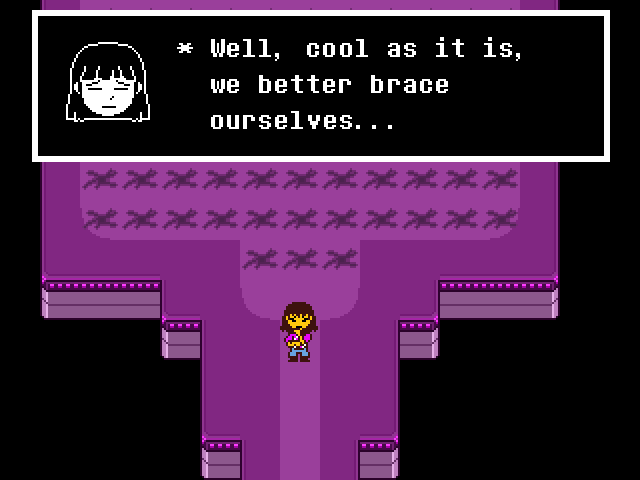 * Well, cool as it is,
we better brace
ourselves...